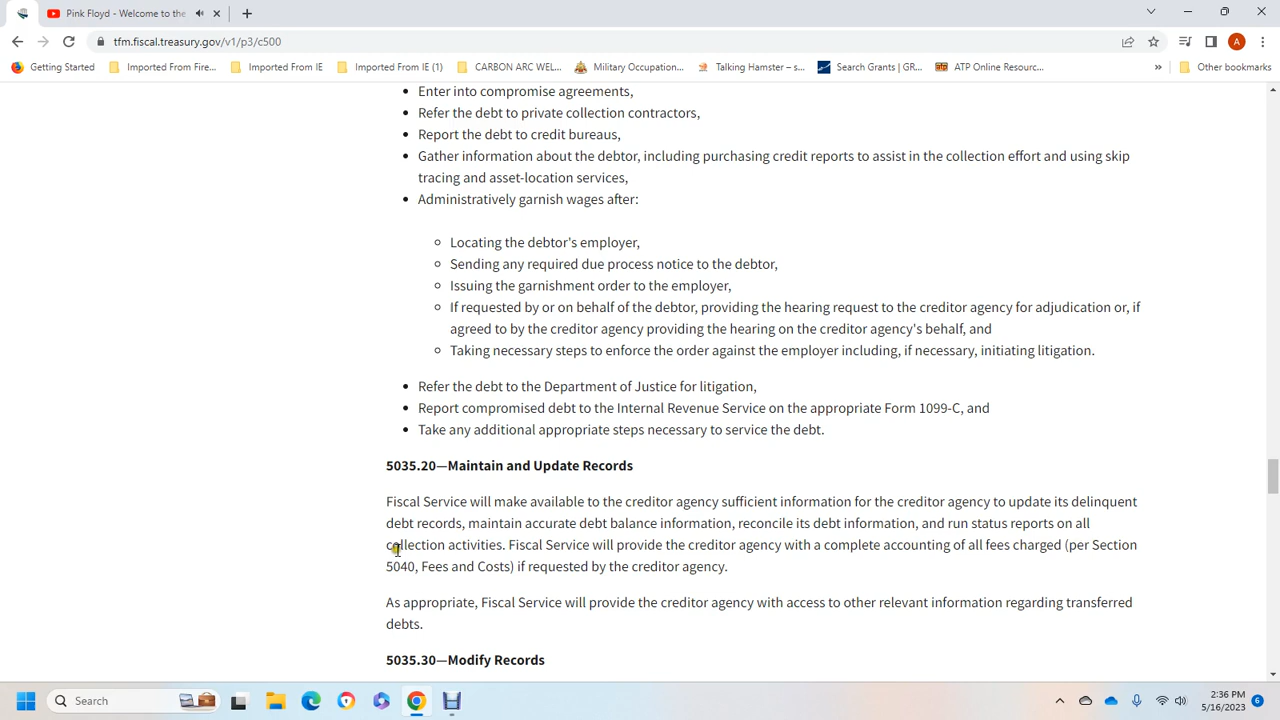 Pink Floyd - Welcome to the
tfm.fiscal.treasury.gov/v1/p3/c500
A
Getting Started
Imported From Fire...
Imported From IE
Imported From IE (1)
CARBON ARC WEL...
Military Occupation...
Talking Hamster – s...
Search Grants | GR...
ATP Online Resourc...
»
Other bookmarks
• Enter into compromise agreements,
• Refer the debt to private collection contractors,
• Report the debt to credit bureaus,
• Gather information about the debtor, including purchasing credit reports to assist in the collection effort and using skip
tracing and asset-location services,
• Administratively garnish wages after:
○ Locating the debtor's employer,
○ Sending any required due process notice to the debtor,
○ Issuing the garnishment order to the employer,
○ If requested by or on behalf of the debtor, providing the hearing request to the creditor agency for adjudication or, if
agreed to by the creditor agency providing the hearing on the creditor agency's behalf, and
○ Taking necessary steps to enforce the order against the employer including, if necessary, initiating litigation.
• Refer the debt to the Department of Justice for litigation,
• Report compromised debt to the Internal Revenue Service on the appropriate Form 1099-C, and
• Take any additional appropriate steps necessary to service the debt.
5035.20—Maintain and Update Records
Fiscal Service will make available to the creditor agency sufficient information for the creditor agency to update its delinquent
debt records, maintain accurate debt balance information, reconcile its debt information, and run status reports on all
collection activities. Fiscal Service will provide the creditor agency with a complete accounting of all fees charged (per Section
5040, Fees and Costs) if requested by the creditor agency.
As appropriate, Fiscal Service will provide the creditor agency with access to other relevant information regarding transferred
debts.
5035.30—Modify Records
Search
2:36 PM
5/16/2023
6